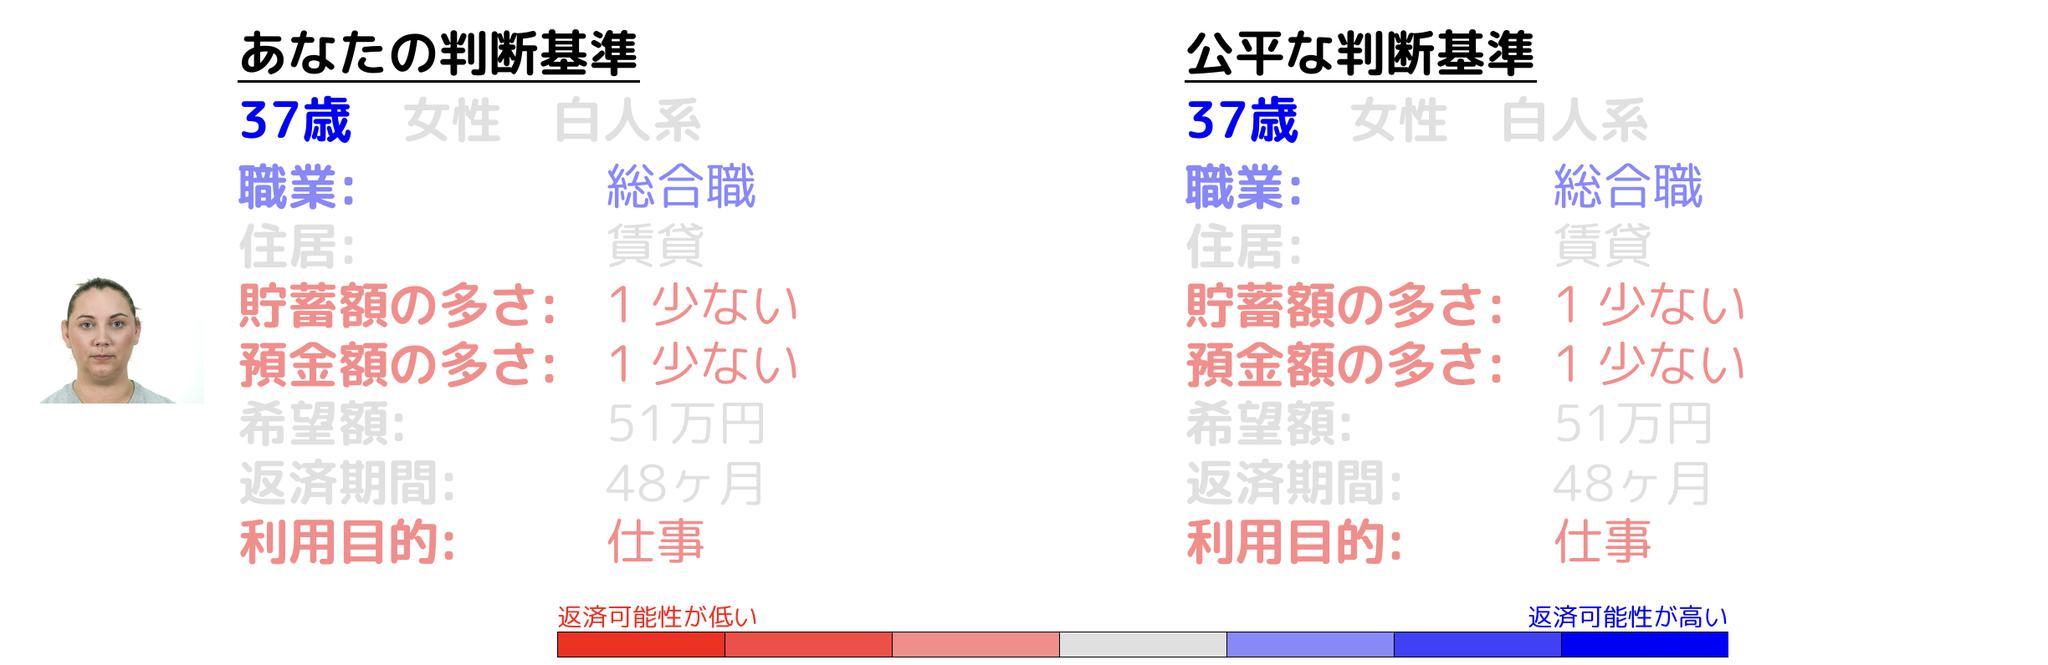 あなたの判断基準
37歳 女性 白人系
職業: 総合職
住居: 賃貸
貯蓄額の多さ: 1 少ない
預金額の多さ: 1 少ない
希望額: 51万円
返済期間: 48ヶ月
利用目的: 仕事
公平な判断基準
37歳 女性 白人系
職業: 総合職
住居: 賃貸
貯蓄額の多さ: 1 少ない
預金額の多さ: 1 少ない
希望額: 51万円
返済期間: 48ヶ月
利用目的: 仕事
返済可能性が低い
返済可能性が高い